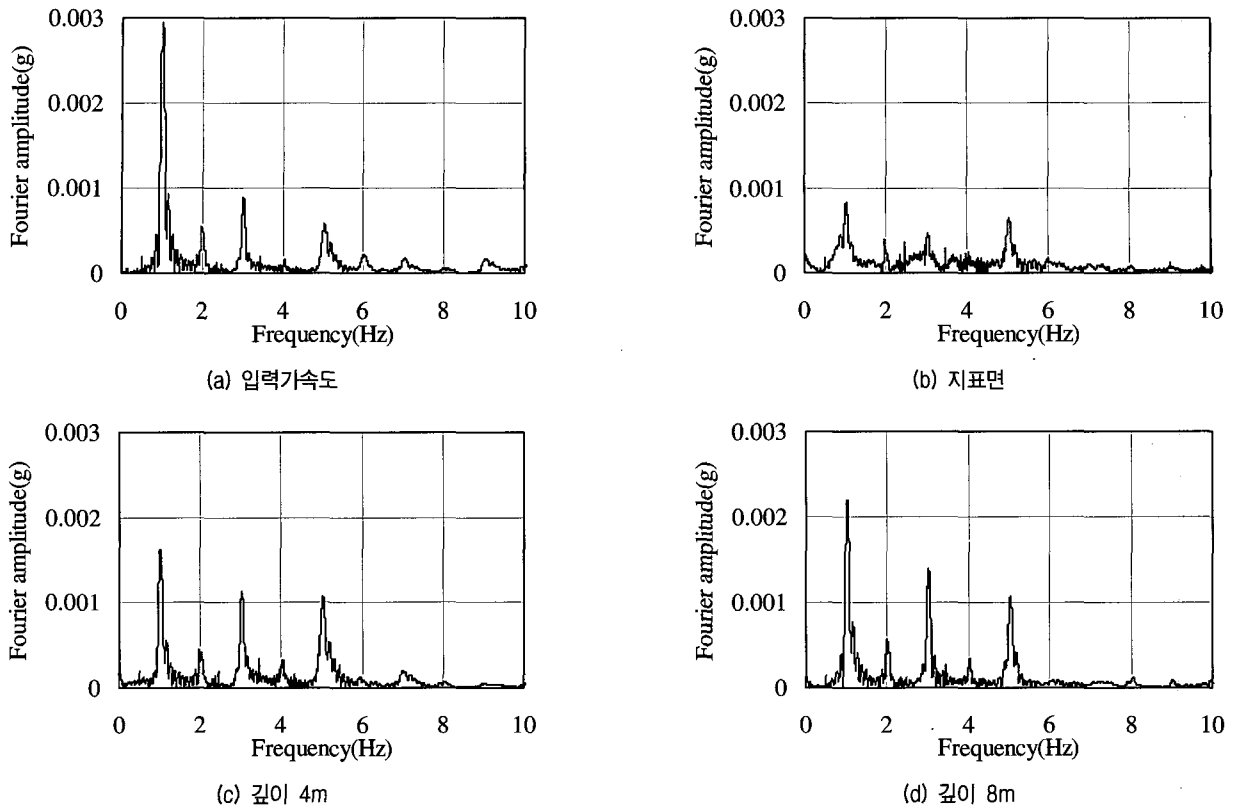 0.003
0.002
0.001
0
Fourier amplitude(g)
0 2 4 6 8 10
Frequency(Hz)
(a) 입력가속도
0.003
0.002
0.001
0
Fourier amplitude(g)
0 2 4 6 8 10
Frequency(Hz)
(b) 지표면
0.003
0.002
0.001
0
Fourier amplitude(g)
0 2 4 6 8 10
Frequency(Hz)
(c) 깊이 4m
0.003
0.002
0.001
0
Fourier amplitude(g)
0 2 4 6 8 10
Frequency(Hz)
(d) 깊이 8m